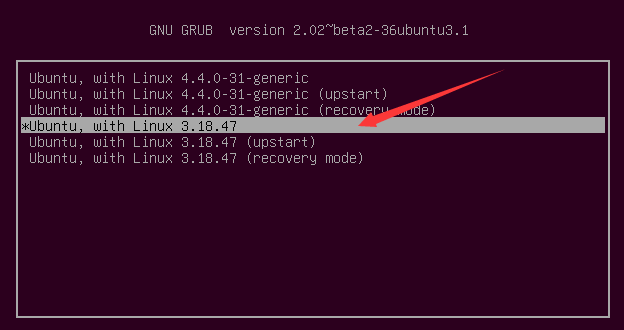 GNU GRUB  version 2.02~beta2-36ubuntu3.1
Ubuntu, with Linux 4.4.0-31-generic
Ubuntu, with Linux 4.4.0-31-generic (upstart)
Ubuntu, with Linux 4.4.0-31-generic (recovery mode)
*Ubuntu, with Linux 3.18.47
Ubuntu, with Linux 3.18.47 (upstart)
Ubuntu, with Linux 3.18.47 (recovery mode)